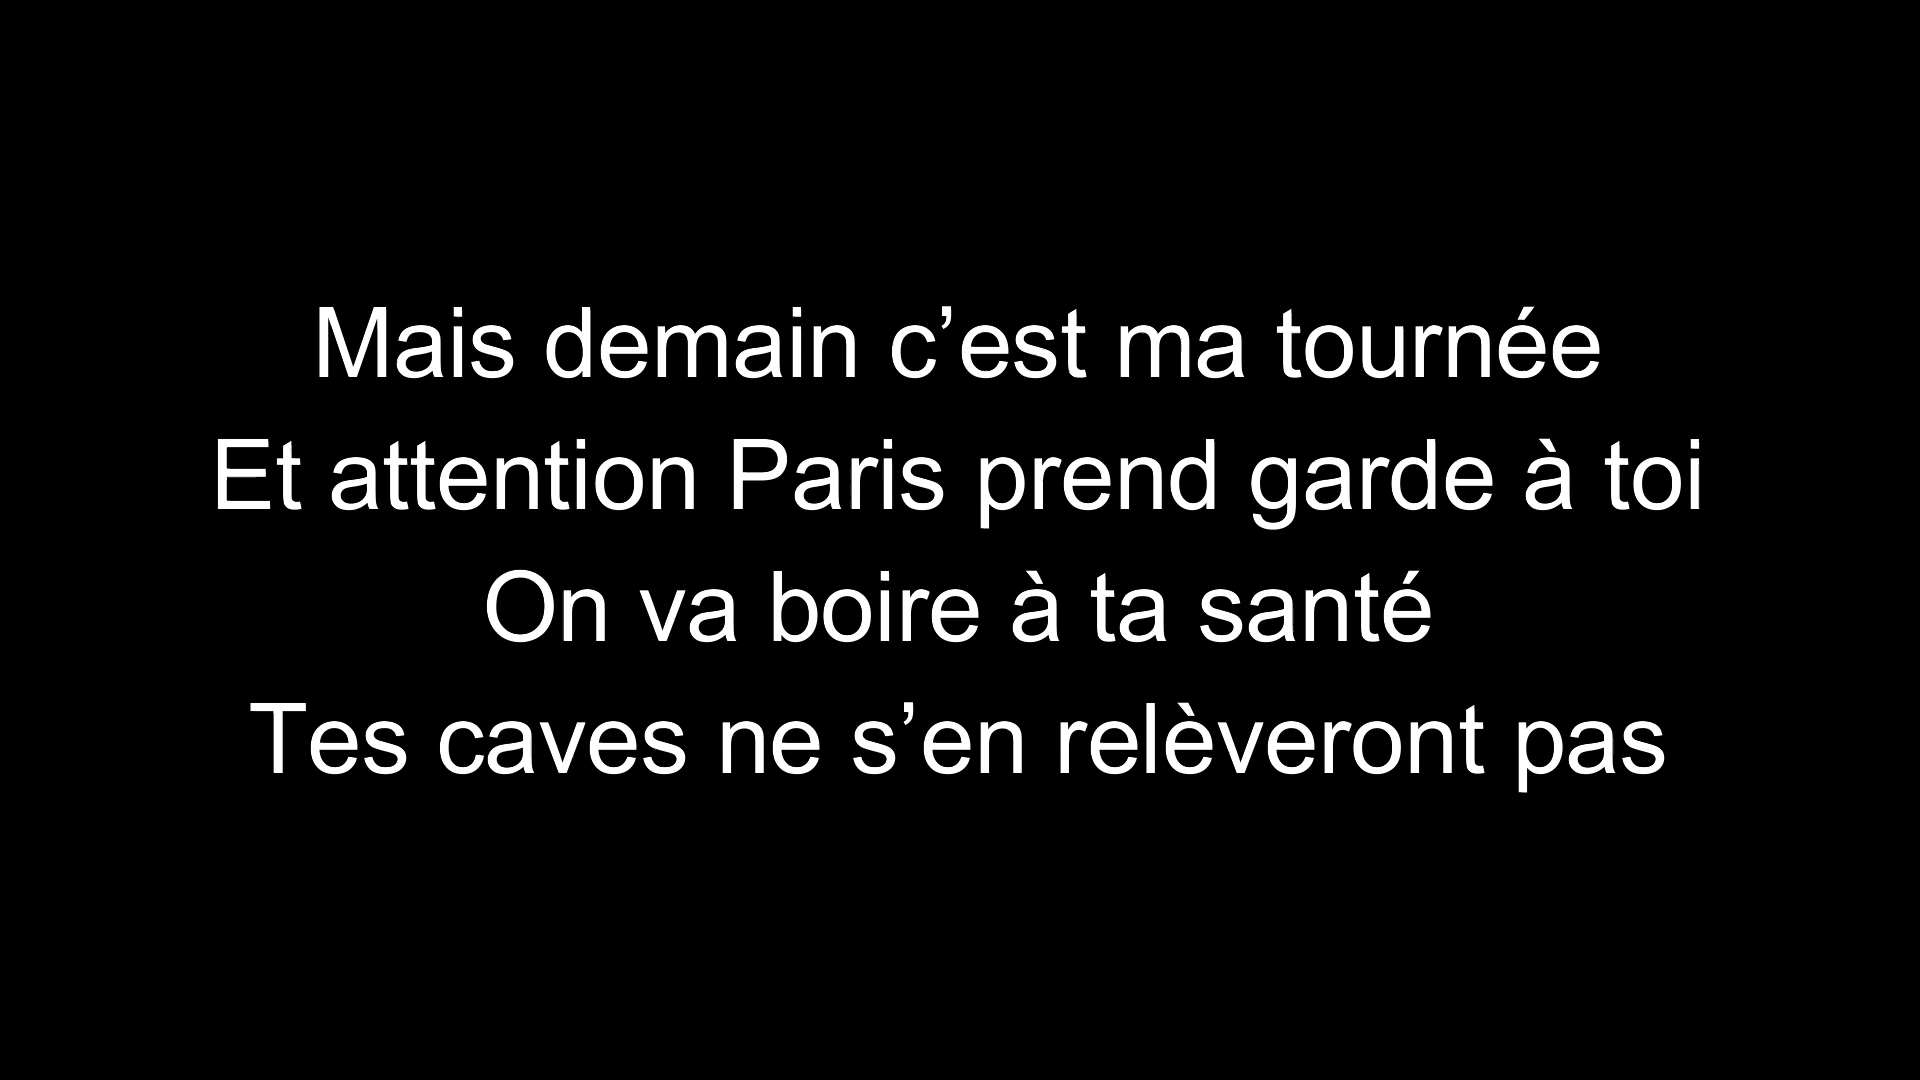 Mais demain c’est ma tournée
Et attention Paris prend garde à toi
On va boire à ta santé
Tes caves ne s’en relèveront pas